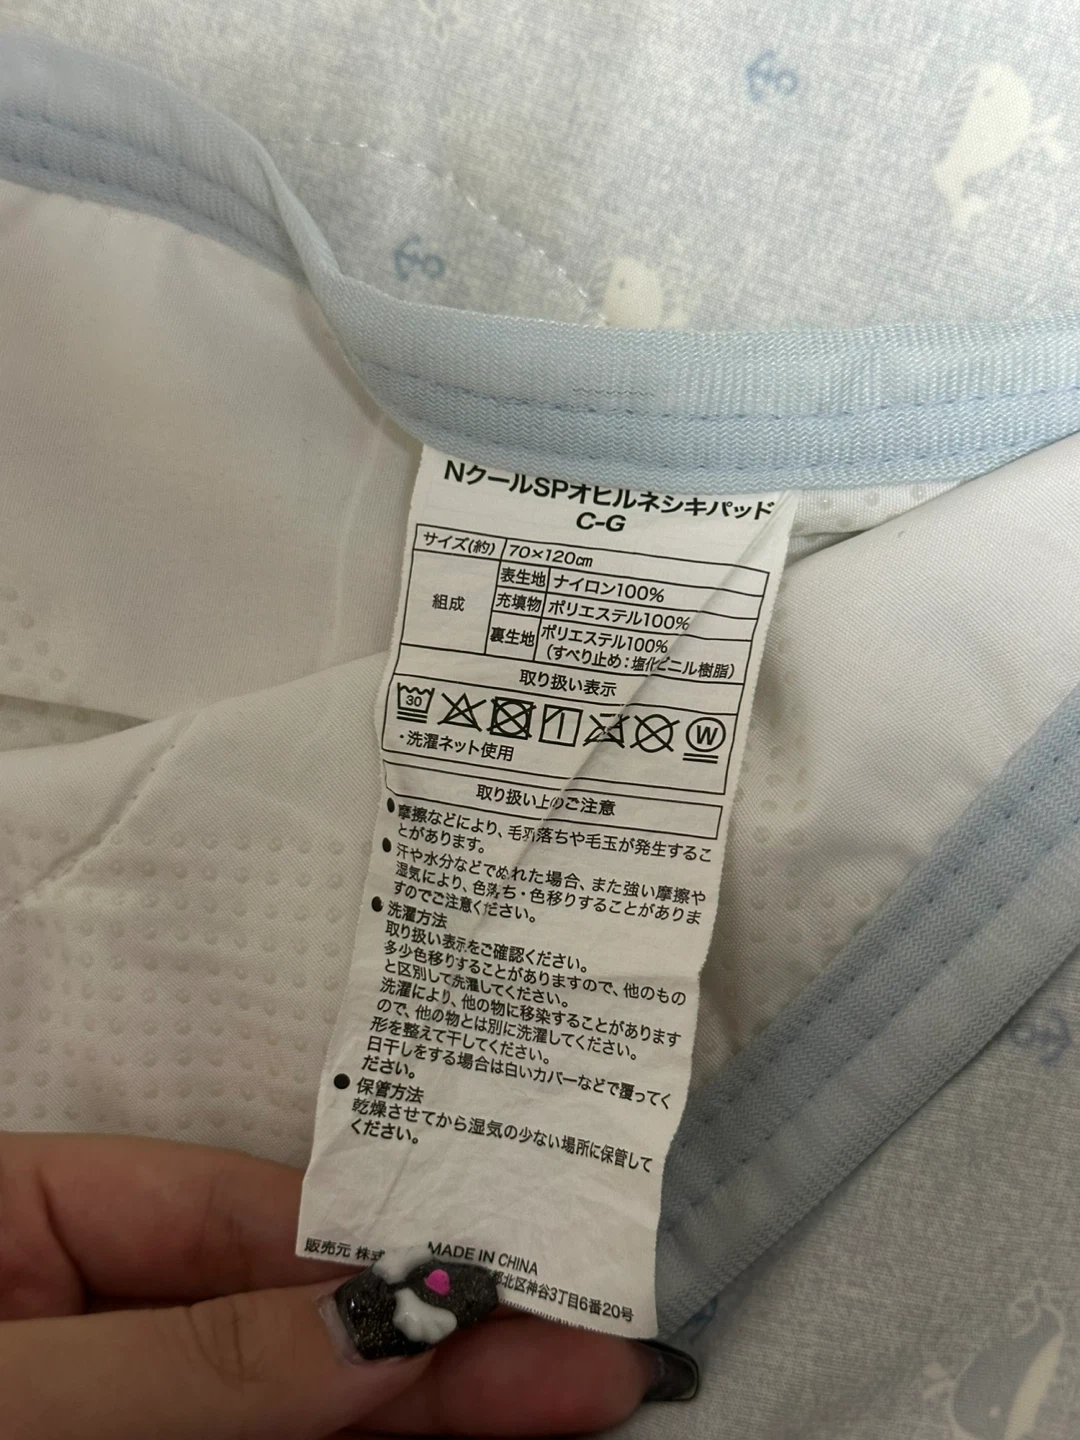 NクールSPオヒルネシキパッド
C-G
サイズ(約) 70×120㎝
組成
表生地 ナイロン100%
充填物 ポリエステル100%
裏生地 ポリエステル100%
(すべり止め:塩化ビニル樹脂)
取り扱い表示
30
W
・洗濯ネット使用
取り扱い上のご注意
●摩擦などにより、毛羽落ちや毛玉が発生するこ
とがあります。
●汗や水分などでぬれた場合、また強い摩擦や
湿気により、色落ち・色移りすることがありま
すのでご注意ください。
●洗濯方法
取り扱い表示をご確認ください。
多少色移りすることがありますので、他のもの
と区別して洗濯してください。
洗濯により、他の物に移染することがあります
ので、他の物とは別に洗濯してください。
形を整えて干してください。
日干しをする場合は白いカバーなどで覆ってく
ださい。
●保管方法
乾燥させてから湿気の少ない場所に保管して
ください。
MADE IN CHINA
販売元 株式
都北区神谷3丁目6番20号